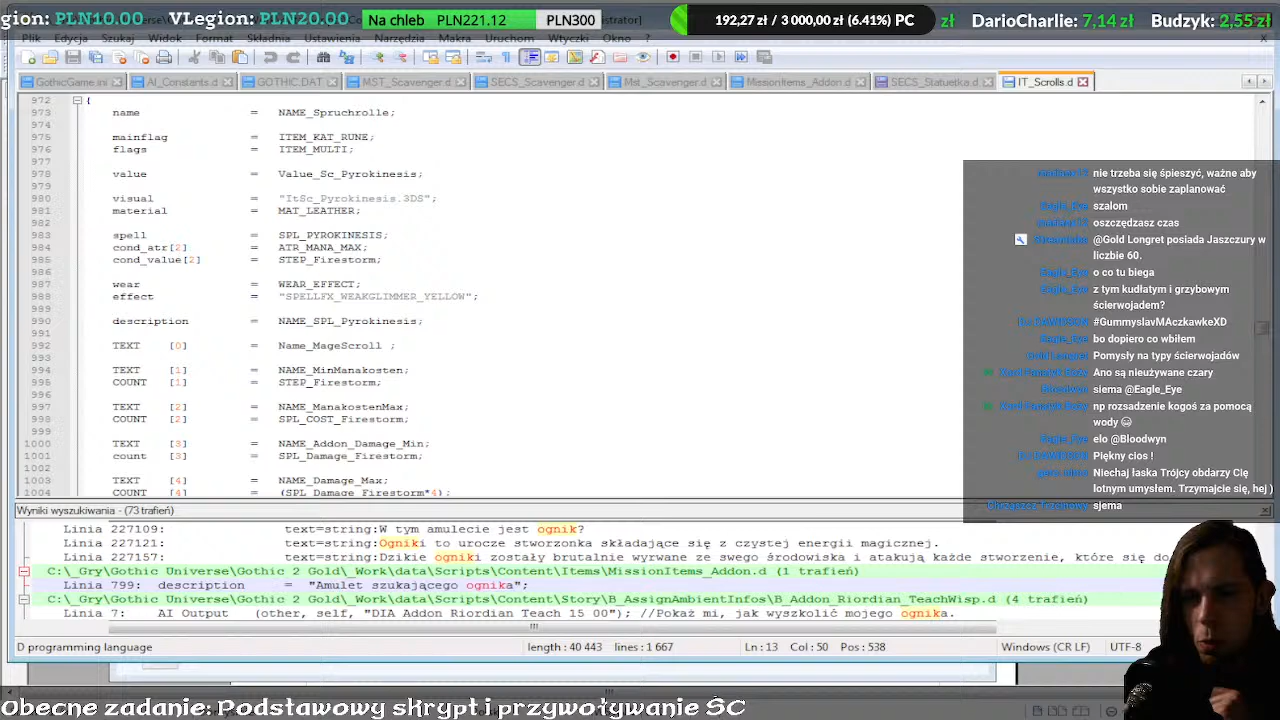 gion: PLN10.00 VLegion: PLN20.00 Na chleb PLN221.12 PLN300 192,27 zł / 3 000,00 zł (6.41%) PC zł DarioCharlie: 7,14 zł Budzyk: 2,55 zł
Plik Edycja Szukaj Widok Format Składnia Ustawienia Narzędzia Makra Uruchom Wtyczki Okno ?
GothicGame.ini AI_Constants.d GOTHIC.DAT MST_Scavenger.d SECS_Scavenger.d Mst_Scavenger.d MissionItems_Addon.d SECS_Statuetka.d IT_Scrolls.d
972 {
973 name = NAME_Spruchrolle;
974
975 mainflag = ITEM_KAT_RUNE;
976 flags = ITEM_MULTI;
977
978 value = Value_Sc_Pyrokinesis;
979
980 visual = "ItSc_Pyrokinesis.3DS";
981 material = MAT_LEATHER;
982
983 spell = SPL_PYROKINESIS;
984 cond_atr[2] = ATR_MANA_MAX;
985 cond_value[2] = STEP_Firestorm;
986
987 wear = WEAR_EFFECT;
988 effect = "SPELLFX_WEAKGLIMMER_YELLOW";
989
990 description = NAME_SPL_Pyrokinesis;
991
992 TEXT [0] = Name_MageScroll ;
993
994 TEXT [1] = NAME_MinManakosten;
995 COUNT [1] = STEP_Firestorm;
996
997 TEXT [2] = NAME_ManakostenMax;
998 COUNT [2] = SPL_COST_Firestorm;
999
1000 TEXT [3] = NAME_Addon_Damage_Min;
1001 count [3] = SPL_Damage_Firestorm;
1002
1003 TEXT [4] = NAME_Damage_Max;
1004 COUNT [4] = (SPL_Damage_Firestorm*4);
nie trzeba się śpieszyć, ważne aby
wszystko sobie zaplanować
Eagle_Eye szalom
oszczędzasz czas
@Gold Longret posiada Jaszczury w
liczbie 60.
Eagle_Eye o co tu biega
Eagle_Eye z tym kudłatym i grzybowym
ścierwojadem?
#GummyslavMAczkawkeXD
Eagle_Eye bo dopiero co wbiłem
Gold Longret Pomysły na typy ścierwojadów
Ano są nieużywane czary
Bloodwyn siema @Eagle_Eye
np rozsadzenie kogoś za pomocą
wody
Eagle_Eye elo @Bloodwyn
Piękny cios !
Niechaj łaska Trójcy obdarzy CIę
lotnym umysłem. Trzymajcie się, hej )
sjema
Wyniki wyszukiwania - (73 trafień)
Linia 227109: text=string:W tym amulecie jest ognik?
Linia 227121: text=string:Ogniki to urocze stworzonka składające się z czystej energii magicznej.
Linia 227157: text=string:Dzikie ogniki zostały brutalnie wyrwane ze swego środowiska i atakują każde stworzenie, które się do
C:\_Gry\Gothic Universe\Gothic 2 Gold\_Work\data\Scripts\Content\Items\MissionItems_Addon.d (1 trafień)
Linia 799: description = "Amulet szukającego ognika";
C:\_Gry\Gothic Universe\Gothic 2 Gold\_Work\data\Scripts\Content\Story\B_AssignAmbientInfos\B_Addon_Riordian_TeachWisp.d (4 trafień)
Linia 7: AI_Output (other, self, "DIA_Addon_Riordian_Teach_15_00"); //Pokaż mi, jak wyszkolić mojego ognika.
D programming language length : 40 443 lines : 1 667 Ln : 13 Col : 50 Pos : 538 Windows (CR LF) UTF-8
Obecne zadanie: Podstawowy skrypt i przywoływanie ŚC